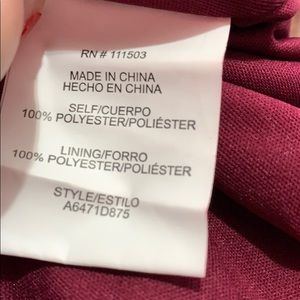 RN # 111503
MADE IN CHINA
HECHO EN CHINA
SELF/CUERPO
100% POLYESTER/POLIÉSTER
LINING/FORRO
100% POLYESTER/POLIÉSTER
STYLE/ESTILO
A6471D875